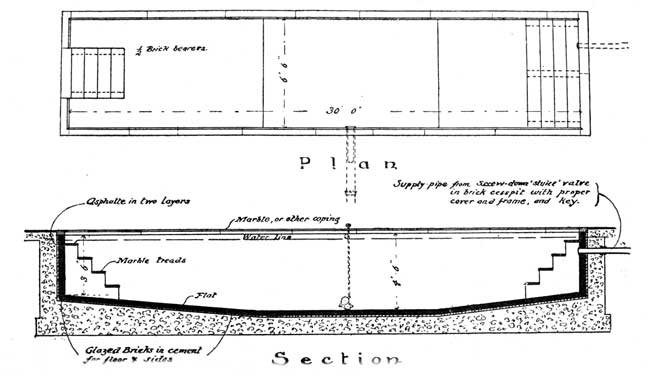 ½ Brick bearers.
6' 6"
30' 0"
Plan
Supply pipe from screw-down 'sluice' valve
in brick cesspit with proper
cover and frame, and key.
Asphalte in two layers
Marble, or other coping
Water line
3' 6"
Marble treads
4' 6"
Flat
Glazed Bricks in cement
for floor & sides
Section